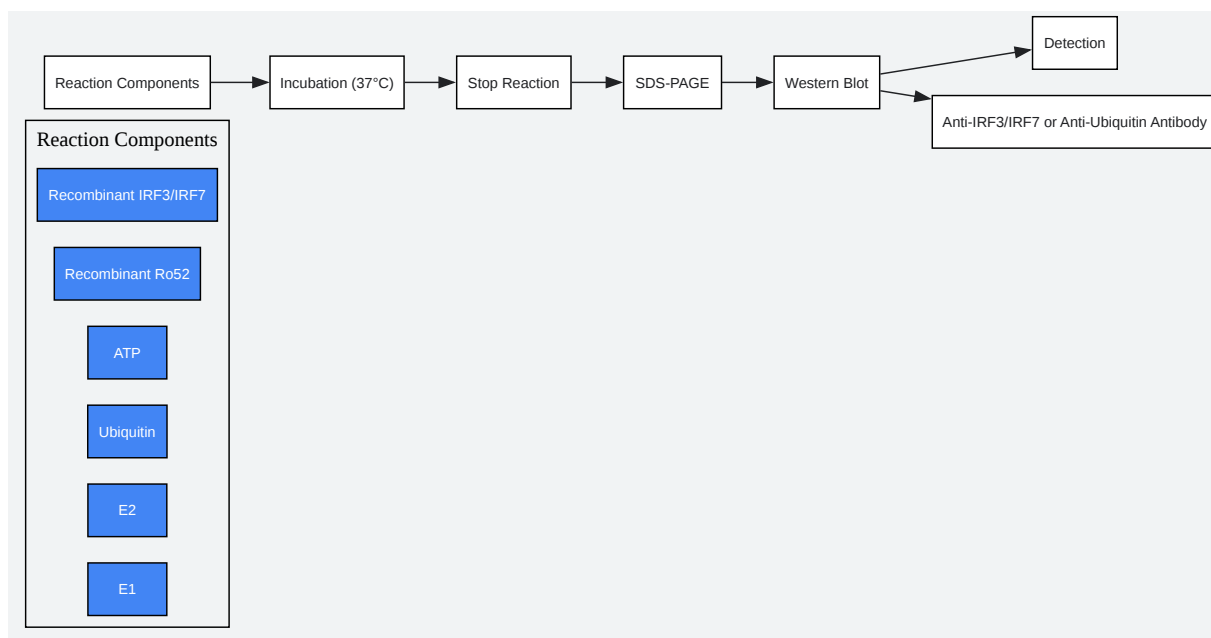 Reaction Components
Incubation (37°C)
Stop Reaction
SDS-PAGE
Western Blot
Detection
Anti-IRF3/IRF7 or Anti-Ubiquitin Antibody
Reaction Components
Recombinant IRF3/IRF7
Recombinant Ro52
ATP
Ubiquitin
E2
E1